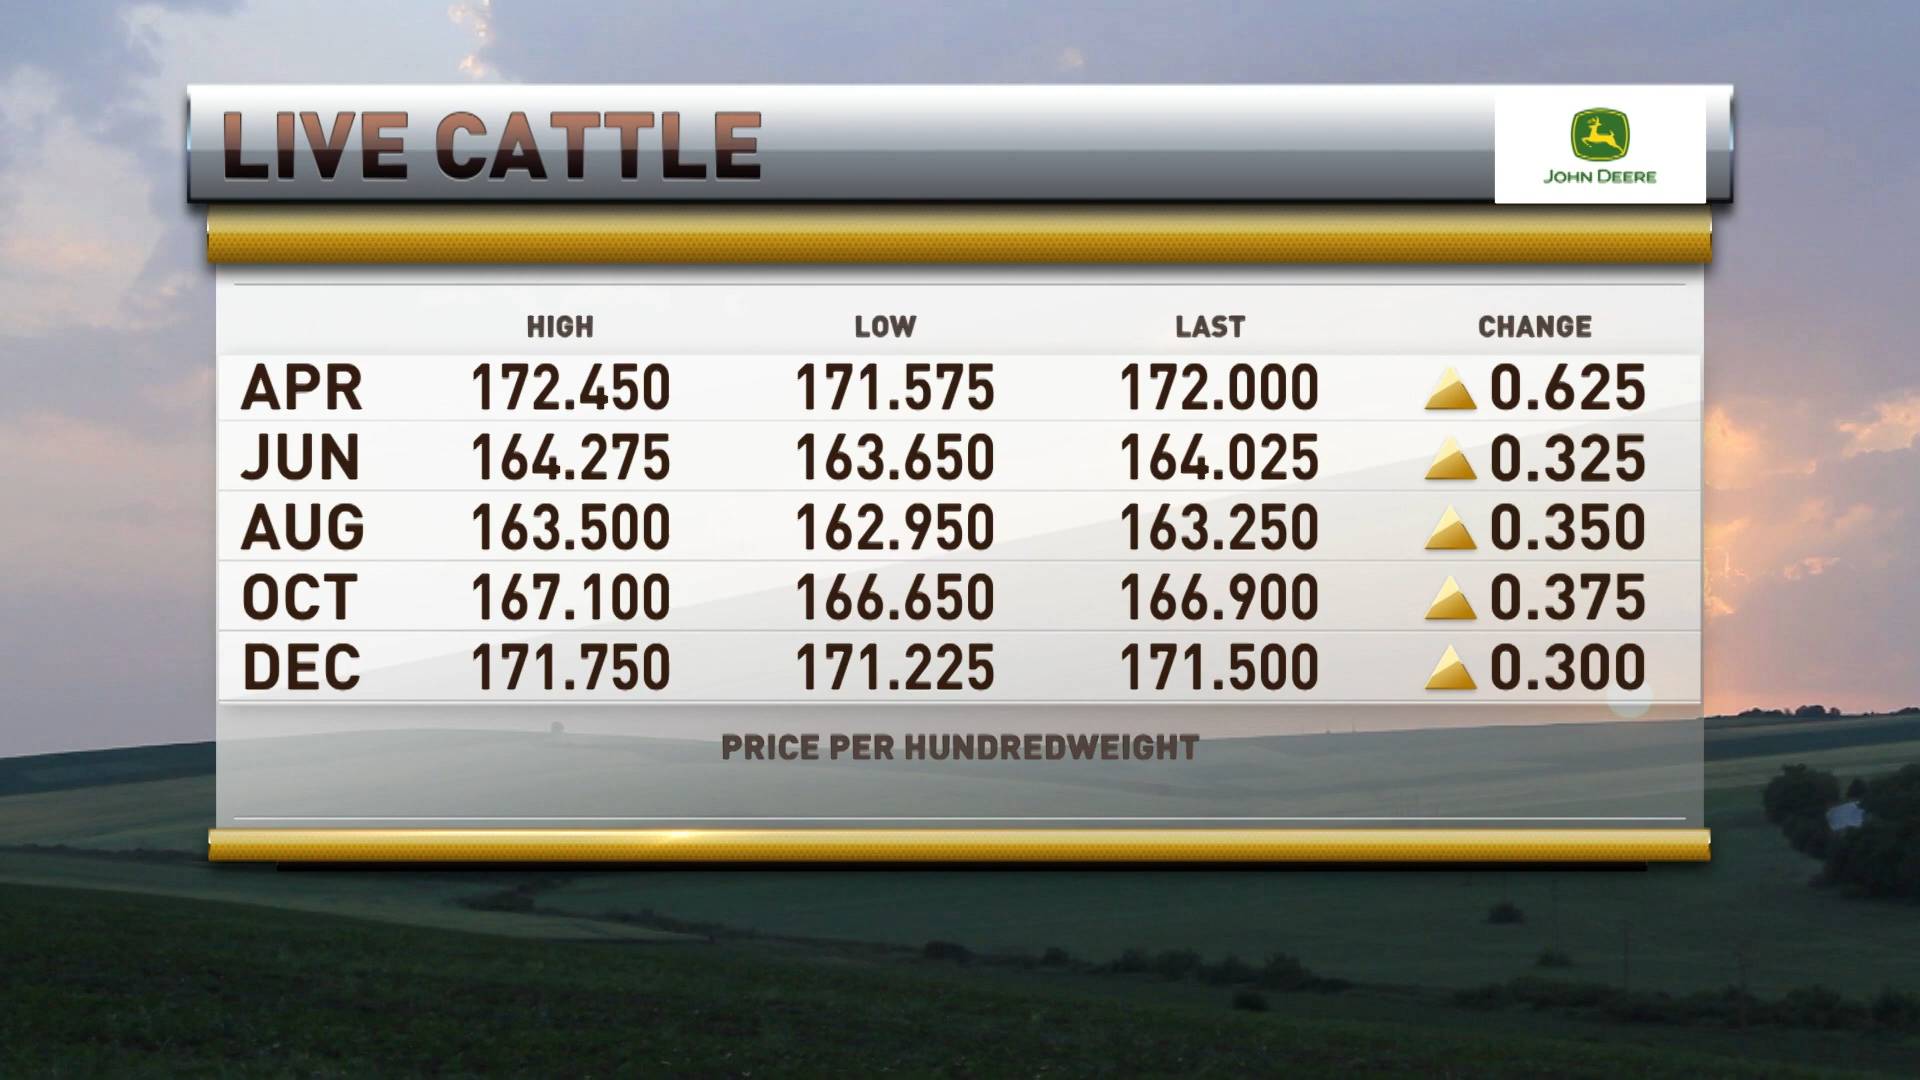 LIVE CATTLE
JOHN DEERE
HIGH LOW LAST CHANGE
APR 172.450 171.575 172.000 0.625
JUN 164.275 163.650 164.025 0.325
AUG 163.500 162.950 163.250 0.350
OCT 167.100 166.650 166.900 0.375
DEC 171.750 171.225 171.500 0.300
PRICE PER HUNDREDWEIGHT